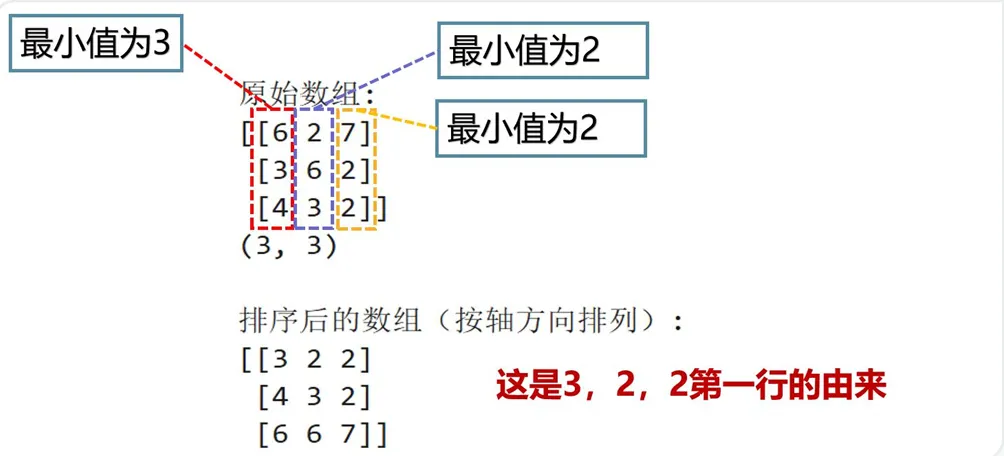 最小值为3
最小值为2
最小值为2
原始数组：
[[6 2 7]
[3 6 2]
[4 3 2]]
(3, 3)
排序后的数组（按轴方向排列）：
[[3 2 2]
[4 3 2]
[6 6 7]]
这是3，2，2第一行的由来